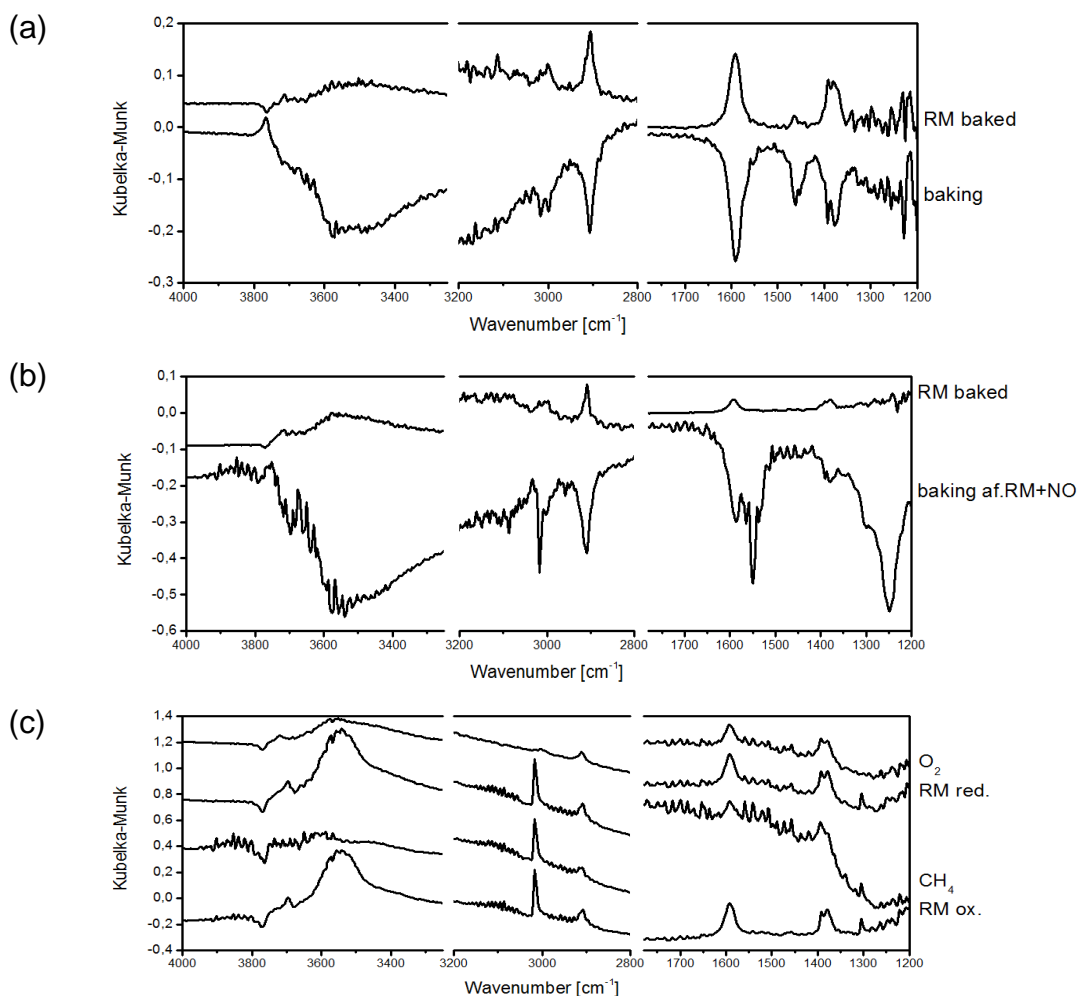 (a)
0,2
0,1
0,0
-0,1
-0,2
-0,3
Kubelka-Munk
RM baked
baking
4000 3800 3600 3400 3200 3000 2800 1700 1600 1500 1400 1300 1200
Wavenumber [cm⁻¹]
(b)
0,1
0,0
-0,1
-0,2
-0,3
-0,4
-0,5
-0,6
Kubelka-Munk
RM baked
baking af.RM+NO
4000 3800 3600 3400 3200 3000 2800 1700 1600 1500 1400 1300 1200
Wavenumber [cm⁻¹]
(c)
1,4
1,2
1,0
0,8
0,6
0,4
0,2
0,0
-0,2
-0,4
Kubelka-Munk
O₂
RM red.
CH₄
RM ox.
4000 3800 3600 3400 3200 3000 2800 1700 1600 1500 1400 1300 1200
Wavenumber [cm⁻¹]